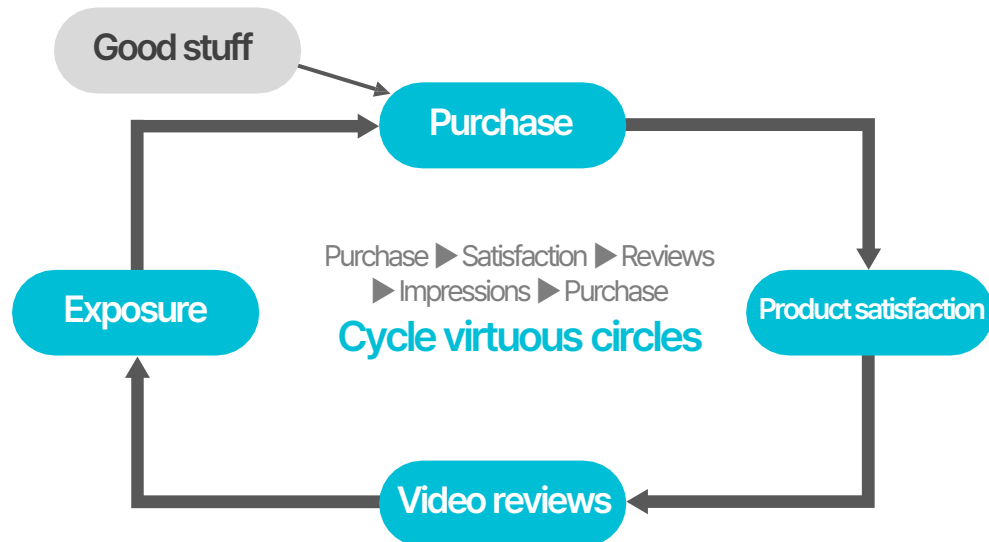 Good stuff
Purchase
Purchase ▶ Satisfaction ▶ Reviews
▶ Impressions ▶ Purchase
Cycle virtuous circles
Exposure
Product satisfaction
Video reviews